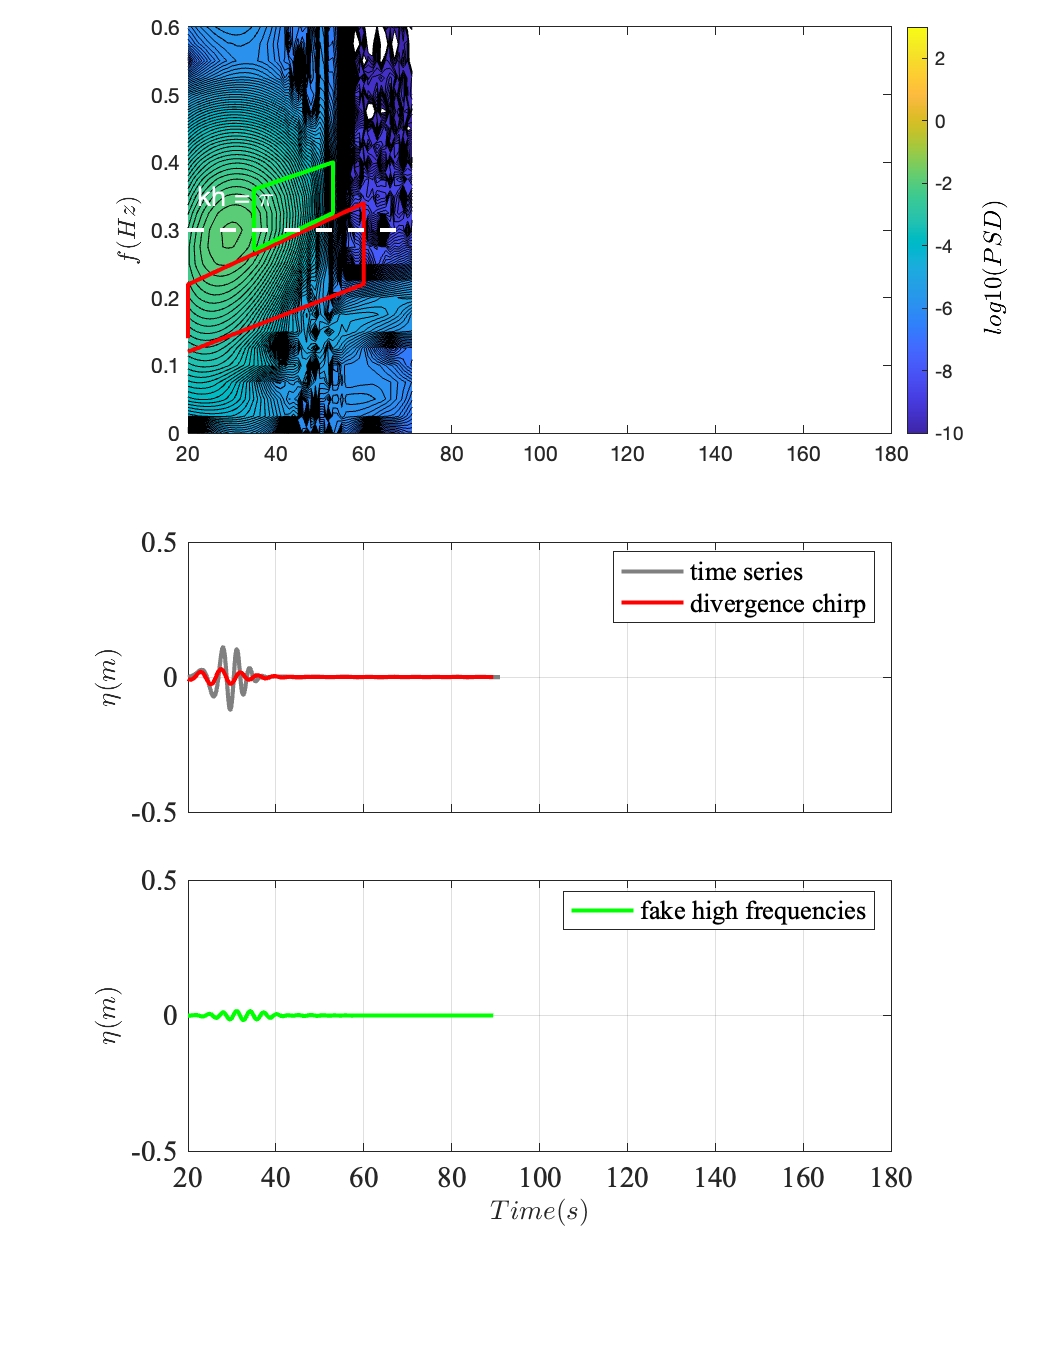 0.6
0.5
0.4
0.3
0.2
0.1
0
f(Hz)
kh = π
20 40 60 80 100 120 140 160 180
2
0
-2
-4
-6
-8
-10
log10(PSD)
0.5
0
-0.5
η(m)
time series
divergence chirp
0.5
0
-0.5
η(m)
fake high frequencies
20 40 60 80 100 120 140 160 180
Time(s)